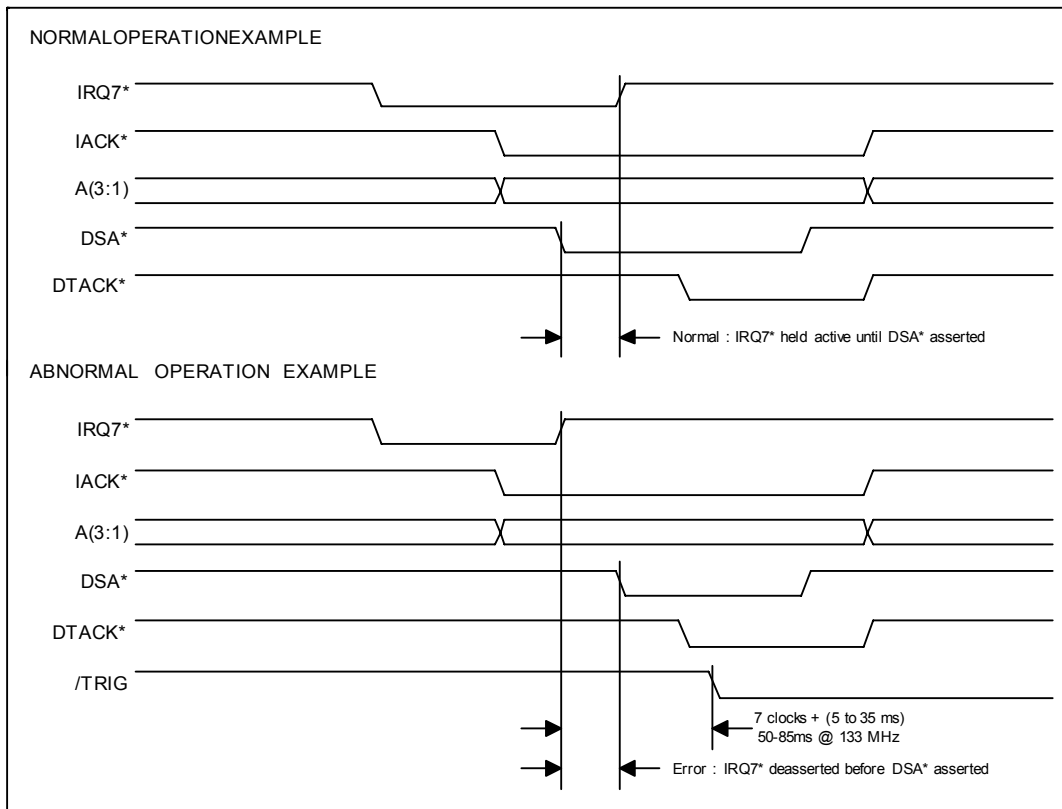 NORMALOPERATIONEXAMPLE
IRQ7*
IACK*
A(3:1)
DSA*
DTACK*
Normal : IRQ7* held active until DSA* asserted
ABNORMAL OPERATION EXAMPLE
IRQ7*
IACK*
A(3:1)
DSA*
DTACK*
/TRIG
7 clocks + (5 to 35 ms)
50-85ms @ 133 MHz
Error : IRQ7* deasserted before DSA* asserted